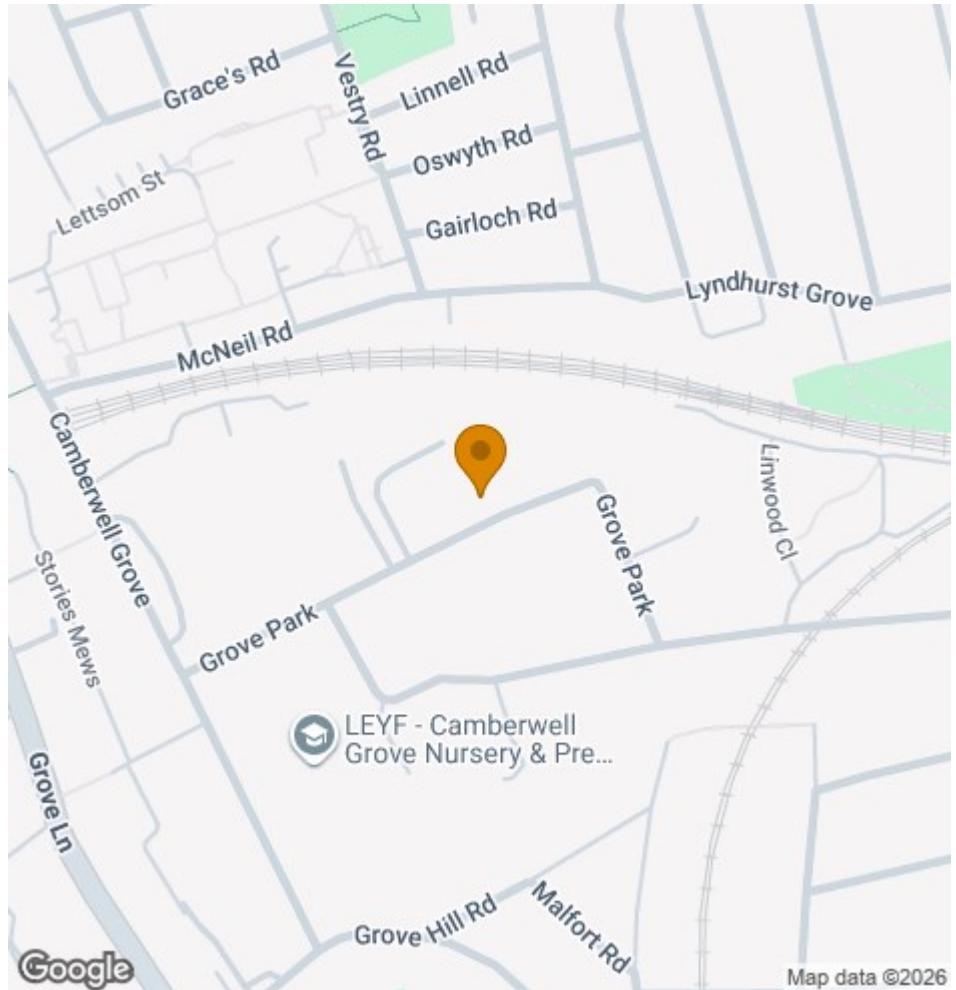 Grace's Rd
Vestry Rd
Linnell Rd
Oswyth Rd
Lettsom St
Gairloch Rd
Lyndhurst Grove
McNeil Rd
Camberwell Grove
Linwood Cl
Grove Park
Stories Mews
Grove Park
LEYF - Camberwell
Grove Nursery & Pre...
Grove Ln
Grove Hill Rd
Malfort Rd
Google
Map data ©2026